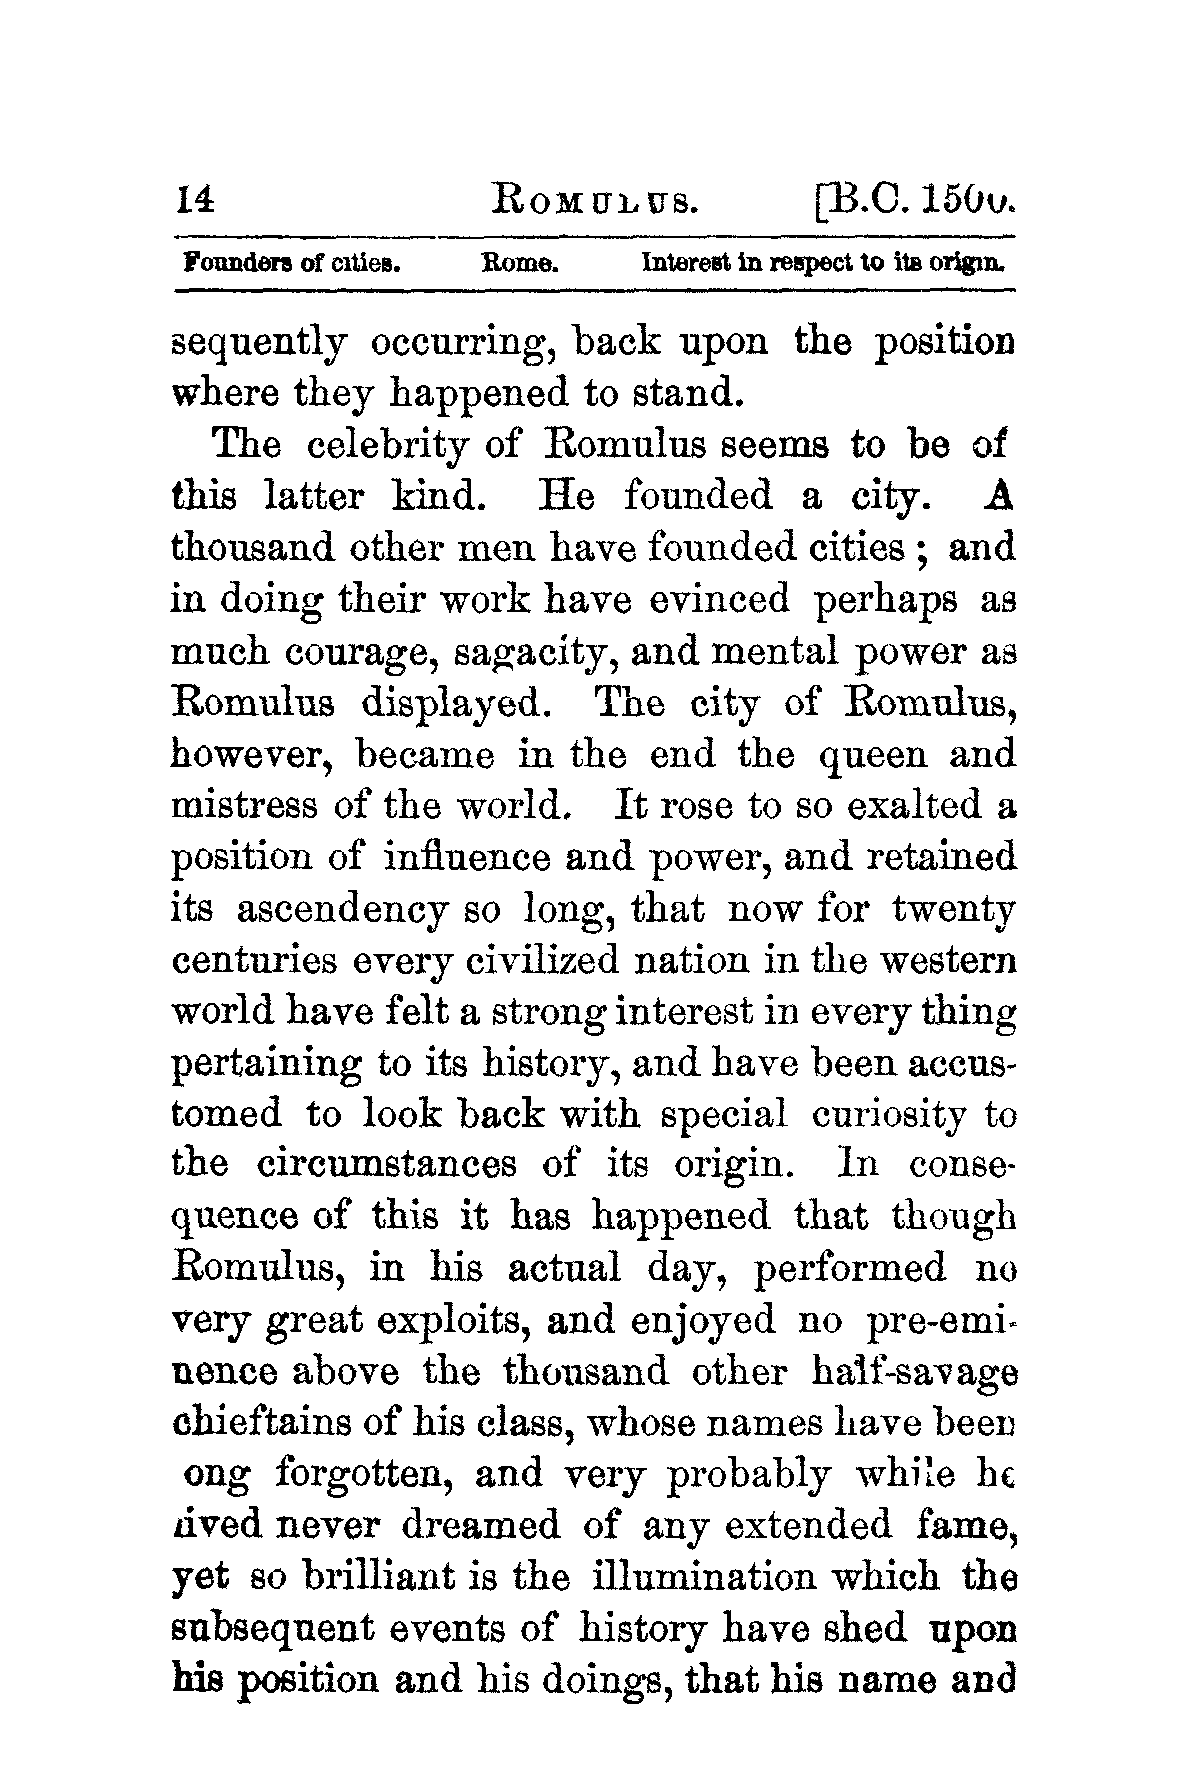 14 ROMULUS. [B.C. 1500.
Founders of cities. Rome. Interest in respect to its origin.
sequently occurring, back upon the position
where they happened to stand.
The celebrity of Romulus seems to be of
this latter kind. He founded a city. A
thousand other men have founded cities; and
in doing their work have evinced perhaps as
much courage, sagacity, and mental power as
Romulus displayed. The city of Romulus,
however, became in the end the queen and
mistress of the world. It rose to so exalted a
position of influence and power, and retained
its ascendency so long, that now for twenty
centuries every civilized nation in the western
world have felt a strong interest in every thing
pertaining to its history, and have been accus-
tomed to look back with special curiosity to
the circumstances of its origin. In conse-
quence of this it has happened that though
Romulus, in his actual day, performed no
very great exploits, and enjoyed no pre-emi-
nence above the thousand other half-savage
chieftains of his class, whose names have been
ong forgotten, and very probably while he
lived never dreamed of any extended fame,
yet so brilliant is the illumination which the
subsequent events of history have shed upon
his position and his doings, that his name and